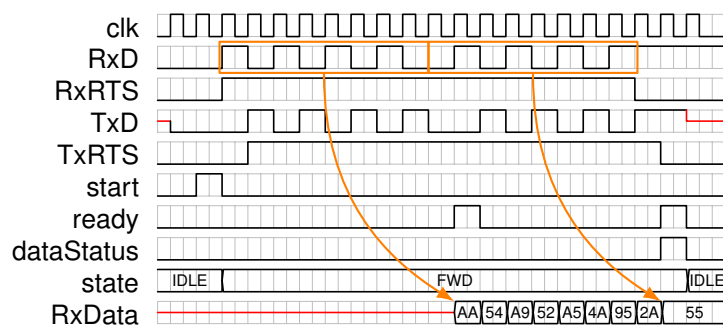 clk
RxD
RxRTS
TxD
TxRTS
start
ready
dataStatus
state IDLE FWD IDLE
RxData AA 54 A9 52 A5 4A 95 2A 55